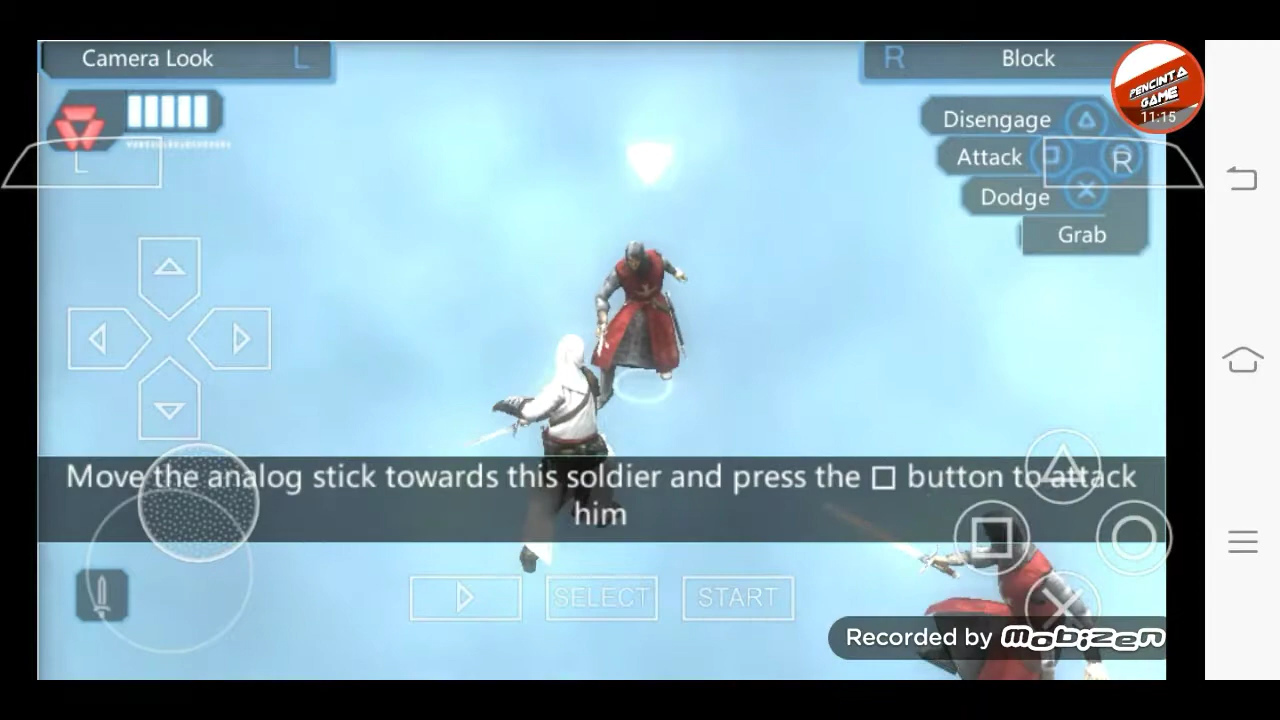 Camera Look
L
R
Block
PENCINTA
GAME
11:15
Disengage
Attack
R
Dodge
Grab
L
Move the analog stick towards this soldier and press the □ button to attack
him
SELECT
START
Recorded by mobizen